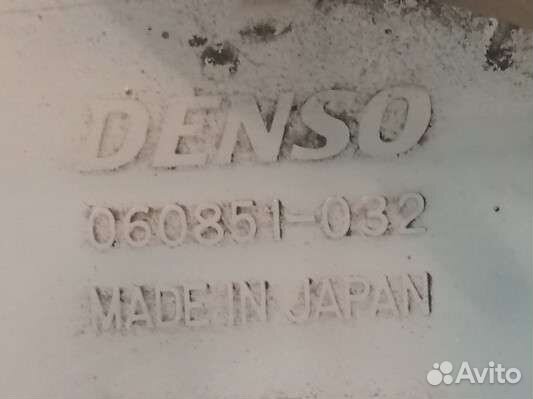 DENSO
060851-032
MADE IN JAPAN
Avito